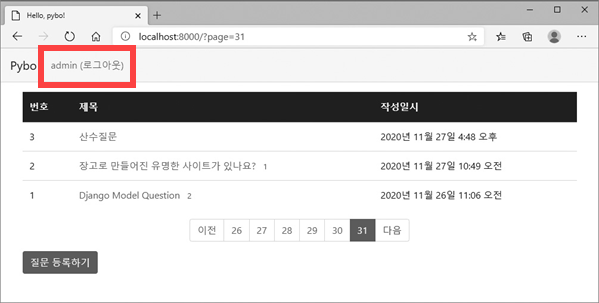 Hello, pybo!
localhost:8000/?page=31
Pybo admin (로그아웃)
번호 제목 작성일시
3 산수질문 2020년 11월 27일 4:48 오후
2 장고로 만들어진 유명한 사이트가 있나요? 1 2020년 11월 27일 10:49 오전
1 Django Model Question 2 2020년 11월 26일 11:06 오전
이전 26 27 28 29 30 31 다음
질문 등록하기